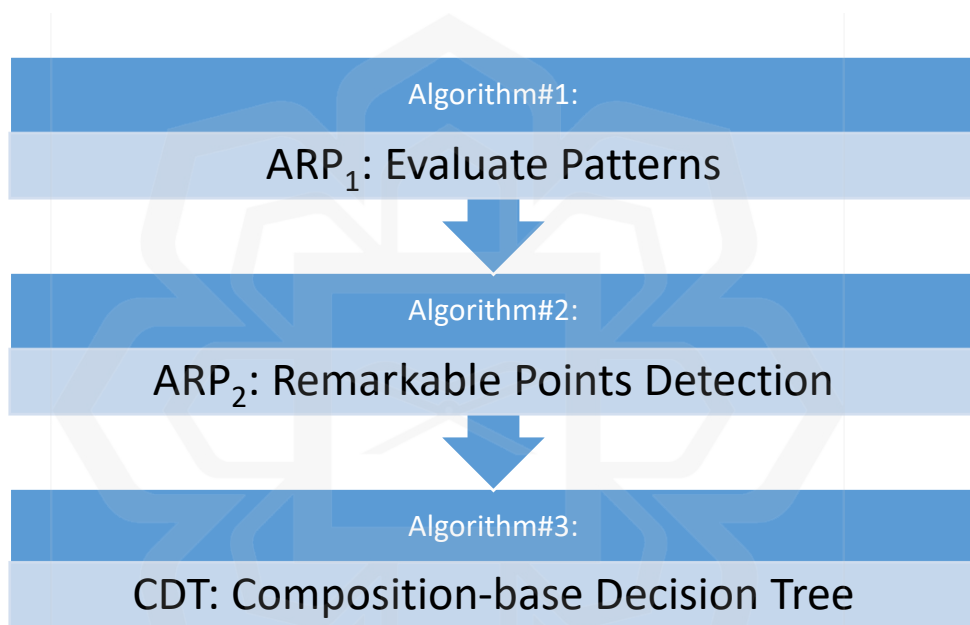 Algorithm#1:
ARP₁: Evaluate Patterns
Algorithm#2:
ARP₂: Remarkable Points Detection
Algorithm#3:
CDT: Composition-base Decision Tree